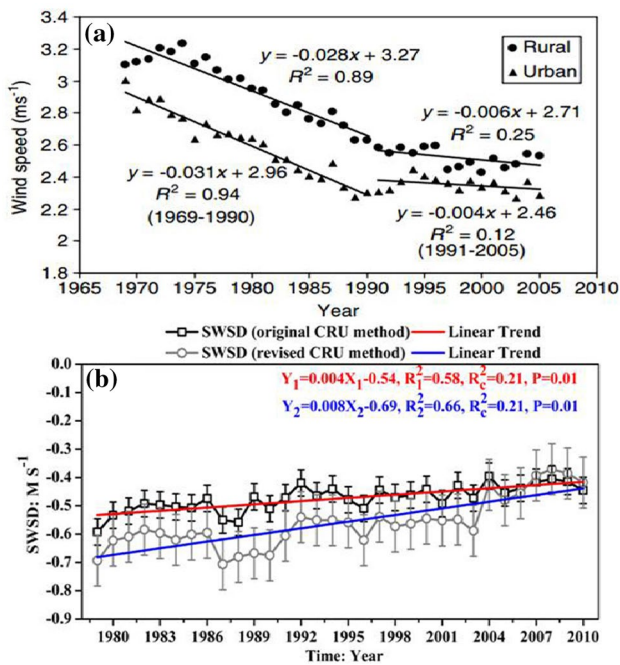 (a)
3.4
3.2
3.0
2.8
2.6
2.4
2.2
2
1.8
Wind speed (ms⁻¹)
y = -0.028x + 3.27
R² = 0.89
● Rural
▲ Urban
y = -0.006x + 2.71
R² = 0.25
y = -0.031x + 2.96
R² = 0.94
(1969-1990)
y = -0.004x + 2.46
R² = 0.12
(1991-2005)
1965 1970 1975 1980 1985 1990 1995 2000 2005 2010
Year
SWSD (original CRU method) Linear Trend
SWSD (revised CRU method) Linear Trend
(b)
Y₁=0.004X₁-0.54, R₁²=0.58, R_c²=0.21, P=0.01
Y₂=0.008X₂-0.69, R₂²=0.66, R_c²=0.21, P=0.01
0.0
-0.1
-0.2
-0.3
-0.4
-0.5
-0.6
-0.7
-0.8
-0.9
SWSD: M S⁻¹
1980 1983 1986 1989 1992 1995 1998 2001 2004 2007 2010
Time: Year